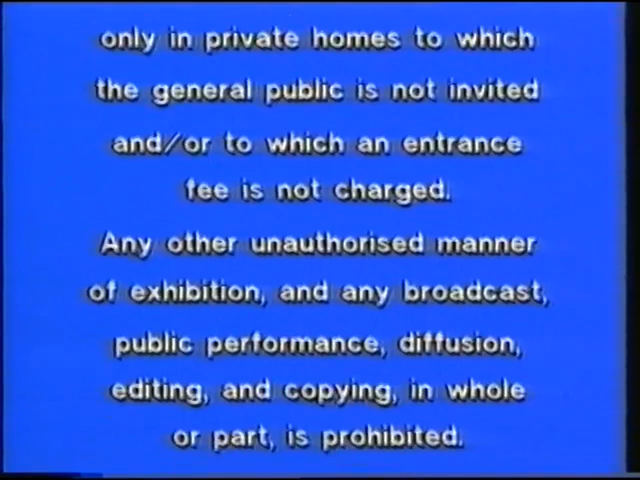 only in private homes to which
the general public is not invited
and/or to which an entrance
fee is not charged.
Any other unauthorised manner
of exhibition, and any broadcast,
public performance, diffusion,
editing, and copying, in whole
or part, is prohibited.